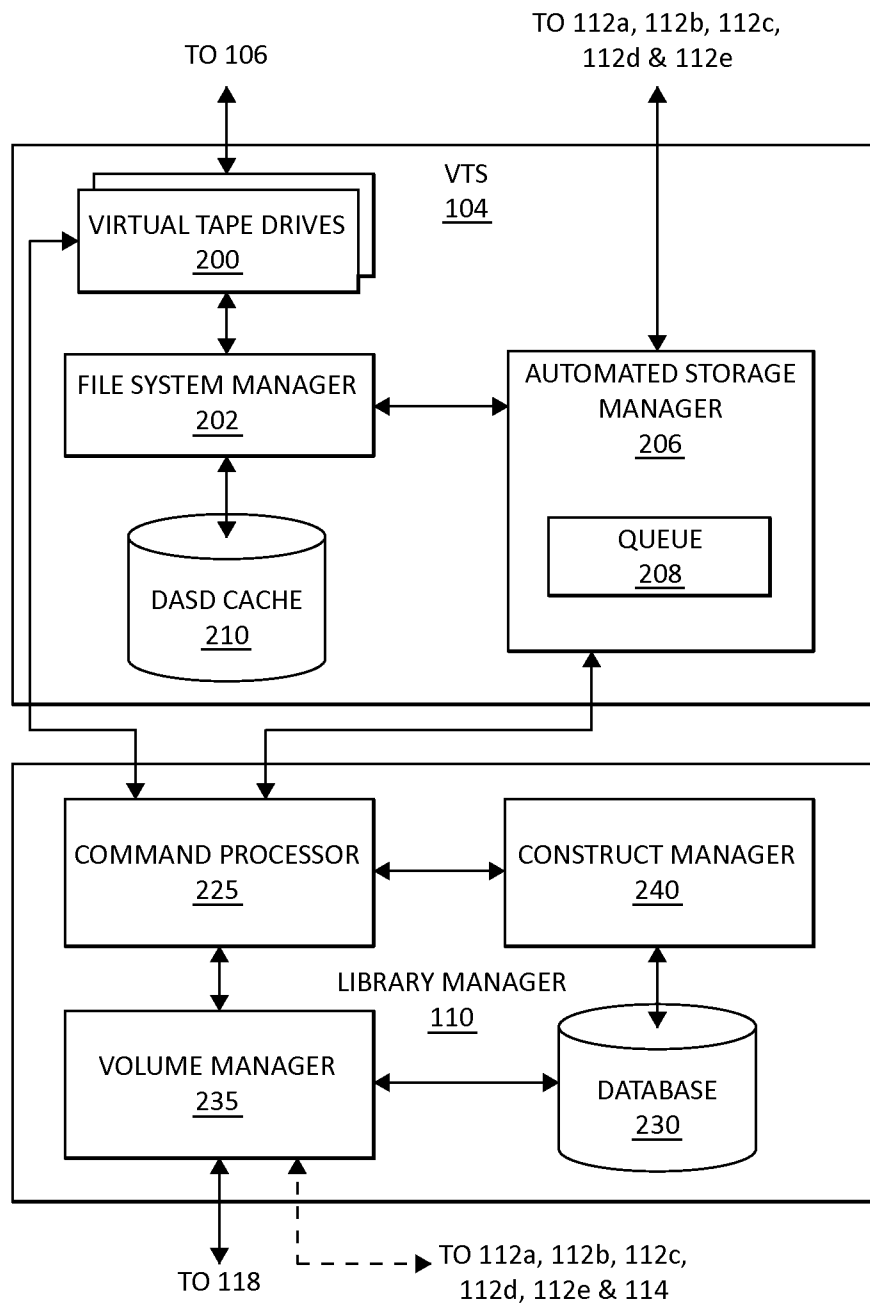 TO 106
TO 112a, 112b, 112c,
112d & 112e
VTS
104
VIRTUAL TAPE DRIVES
200
FILE SYSTEM MANAGER
202
AUTOMATED STORAGE
MANAGER
206
QUEUE
208
DASD CACHE
210
COMMAND PROCESSOR
225
CONSTRUCT MANAGER
240
LIBRARY MANAGER
110
VOLUME MANAGER
235
DATABASE
230
TO 118
TO 112a, 112b, 112c,
112d, 112e & 114